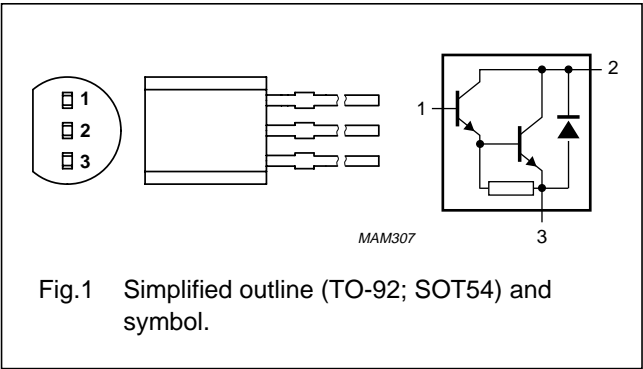 1
2
3
1
2
3
MAM307
Fig.1 Simplified outline (TO-92; SOT54) and
symbol.